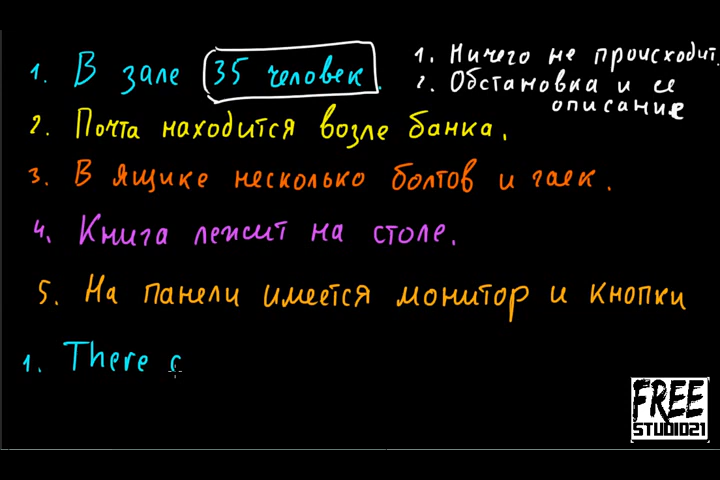 1. В зале 35 человек.
1. Ничего не происходит.
2. Обстановка и ее
описание
2. Почта находится возле банка.
3. В ящике несколько болтов и гаек.
4. Книга лежит на столе.
5. На панели имеется монитор и кнопки
1. There
FREE
STUDIO21